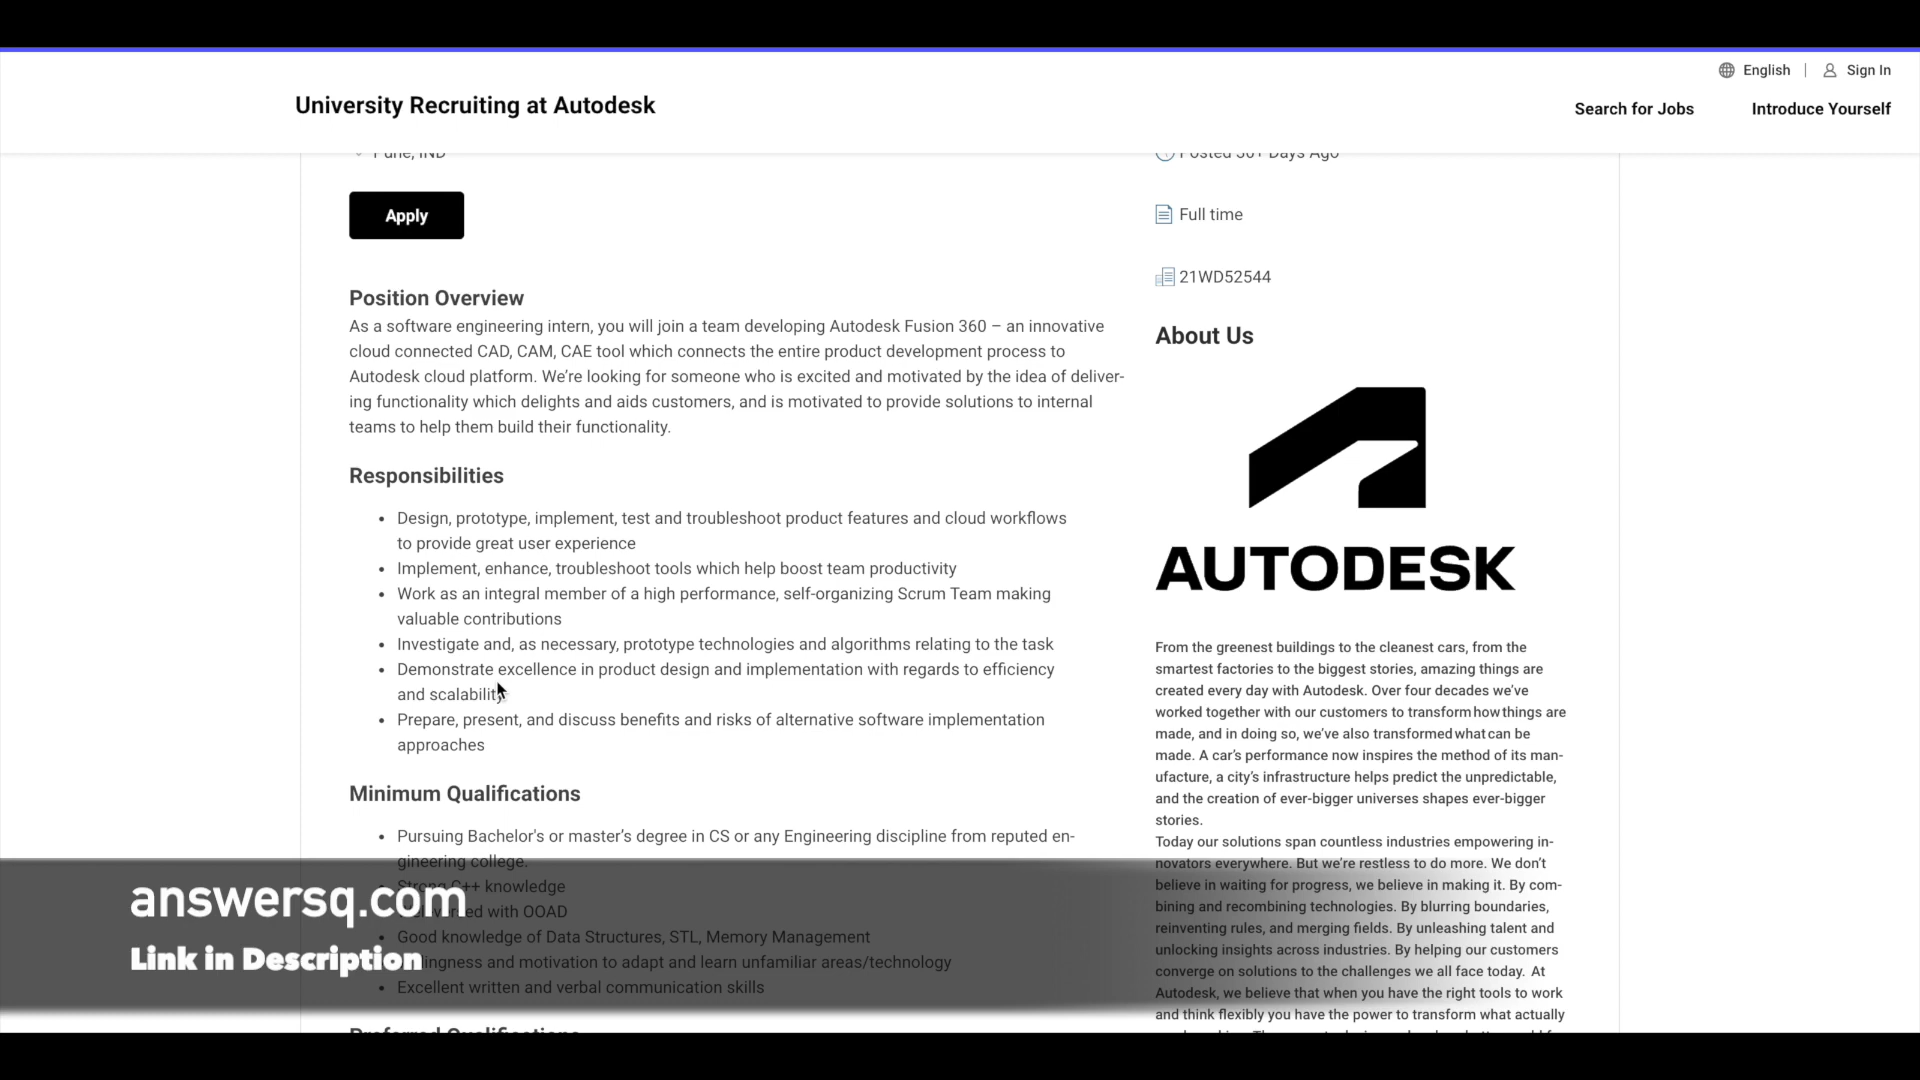 English
Sign In
University Recruiting at Autodesk
Search for Jobs
Introduce Yourself
Pune, IND
Posted 30+ Days Ago
Apply
Full time
21WD52544
Position Overview
As a software engineering intern, you will join a team developing Autodesk Fusion 360 – an innovative
cloud connected CAD, CAM, CAE tool which connects the entire product development process to
Autodesk cloud platform. We’re looking for someone who is excited and motivated by the idea of deliver-
ing functionality which delights and aids customers, and is motivated to provide solutions to internal
teams to help them build their functionality.
Responsibilities
• Design, prototype, implement, test and troubleshoot product features and cloud workflows
to provide great user experience
• Implement, enhance, troubleshoot tools which help boost team productivity
• Work as an integral member of a high performance, self-organizing Scrum Team making
valuable contributions
• Investigate and, as necessary, prototype technologies and algorithms relating to the task
• Demonstrate excellence in product design and implementation with regards to efficiency
and scalability
• Prepare, present, and discuss benefits and risks of alternative software implementation
approaches
Minimum Qualifications
• Pursuing Bachelor's or master’s degree in CS or any Engineering discipline from reputed en-
gineering college.
• Strong C++ knowledge
with OOAD
• Good knowledge of Data Structures, STL, Memory Management
and motivation to adapt and learn unfamiliar areas/technology
• Excellent written and verbal communication skills
Preferred Qualifications
About Us
AUTODESK
From the greenest buildings to the cleanest cars, from the
smartest factories to the biggest stories, amazing things are
created every day with Autodesk. Over four decades we’ve
worked together with our customers to transform how things are
made, and in doing so, we’ve also transformed what can be
made. A car’s performance now inspires the method of its man-
ufacture, a city’s infrastructure helps predict the unpredictable,
and the creation of ever-bigger universes shapes ever-bigger
stories.
Today our solutions span countless industries empowering in-
novators everywhere. But we’re restless to do more. We don’t
believe in waiting for progress, we believe in making it. By com-
bining and recombining technologies. By blurring boundaries,
reinventing rules, and merging fields. By unleashing talent and
unlocking insights across industries. By helping our customers
converge on solutions to the challenges we all face today. At
Autodesk, we believe that when you have the right tools to work
and think flexibly you have the power to transform what actually
answersq.com
Link in Description